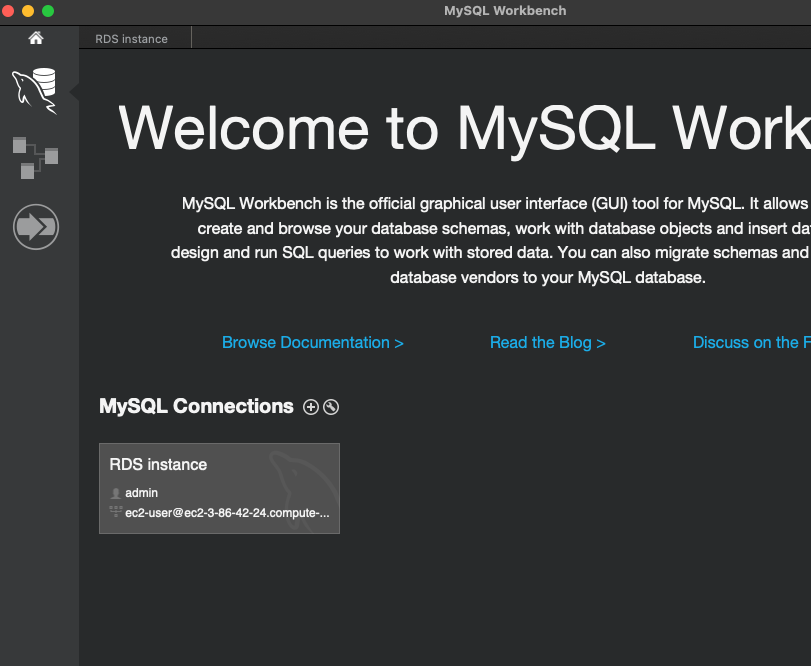 MySQL Workbench
RDS instance
Welcome to MySQL Work
MySQL Workbench is the official graphical user interface (GUI) tool for MySQL. It allows
create and browse your database schemas, work with database objects and insert da
design and run SQL queries to work with stored data. You can also migrate schemas and
database vendors to your MySQL database.
Browse Documentation >
Read the Blog >
Discuss on the F
MySQL Connections
RDS instance
admin
ec2-user@ec2-3-86-42-24.compute-...